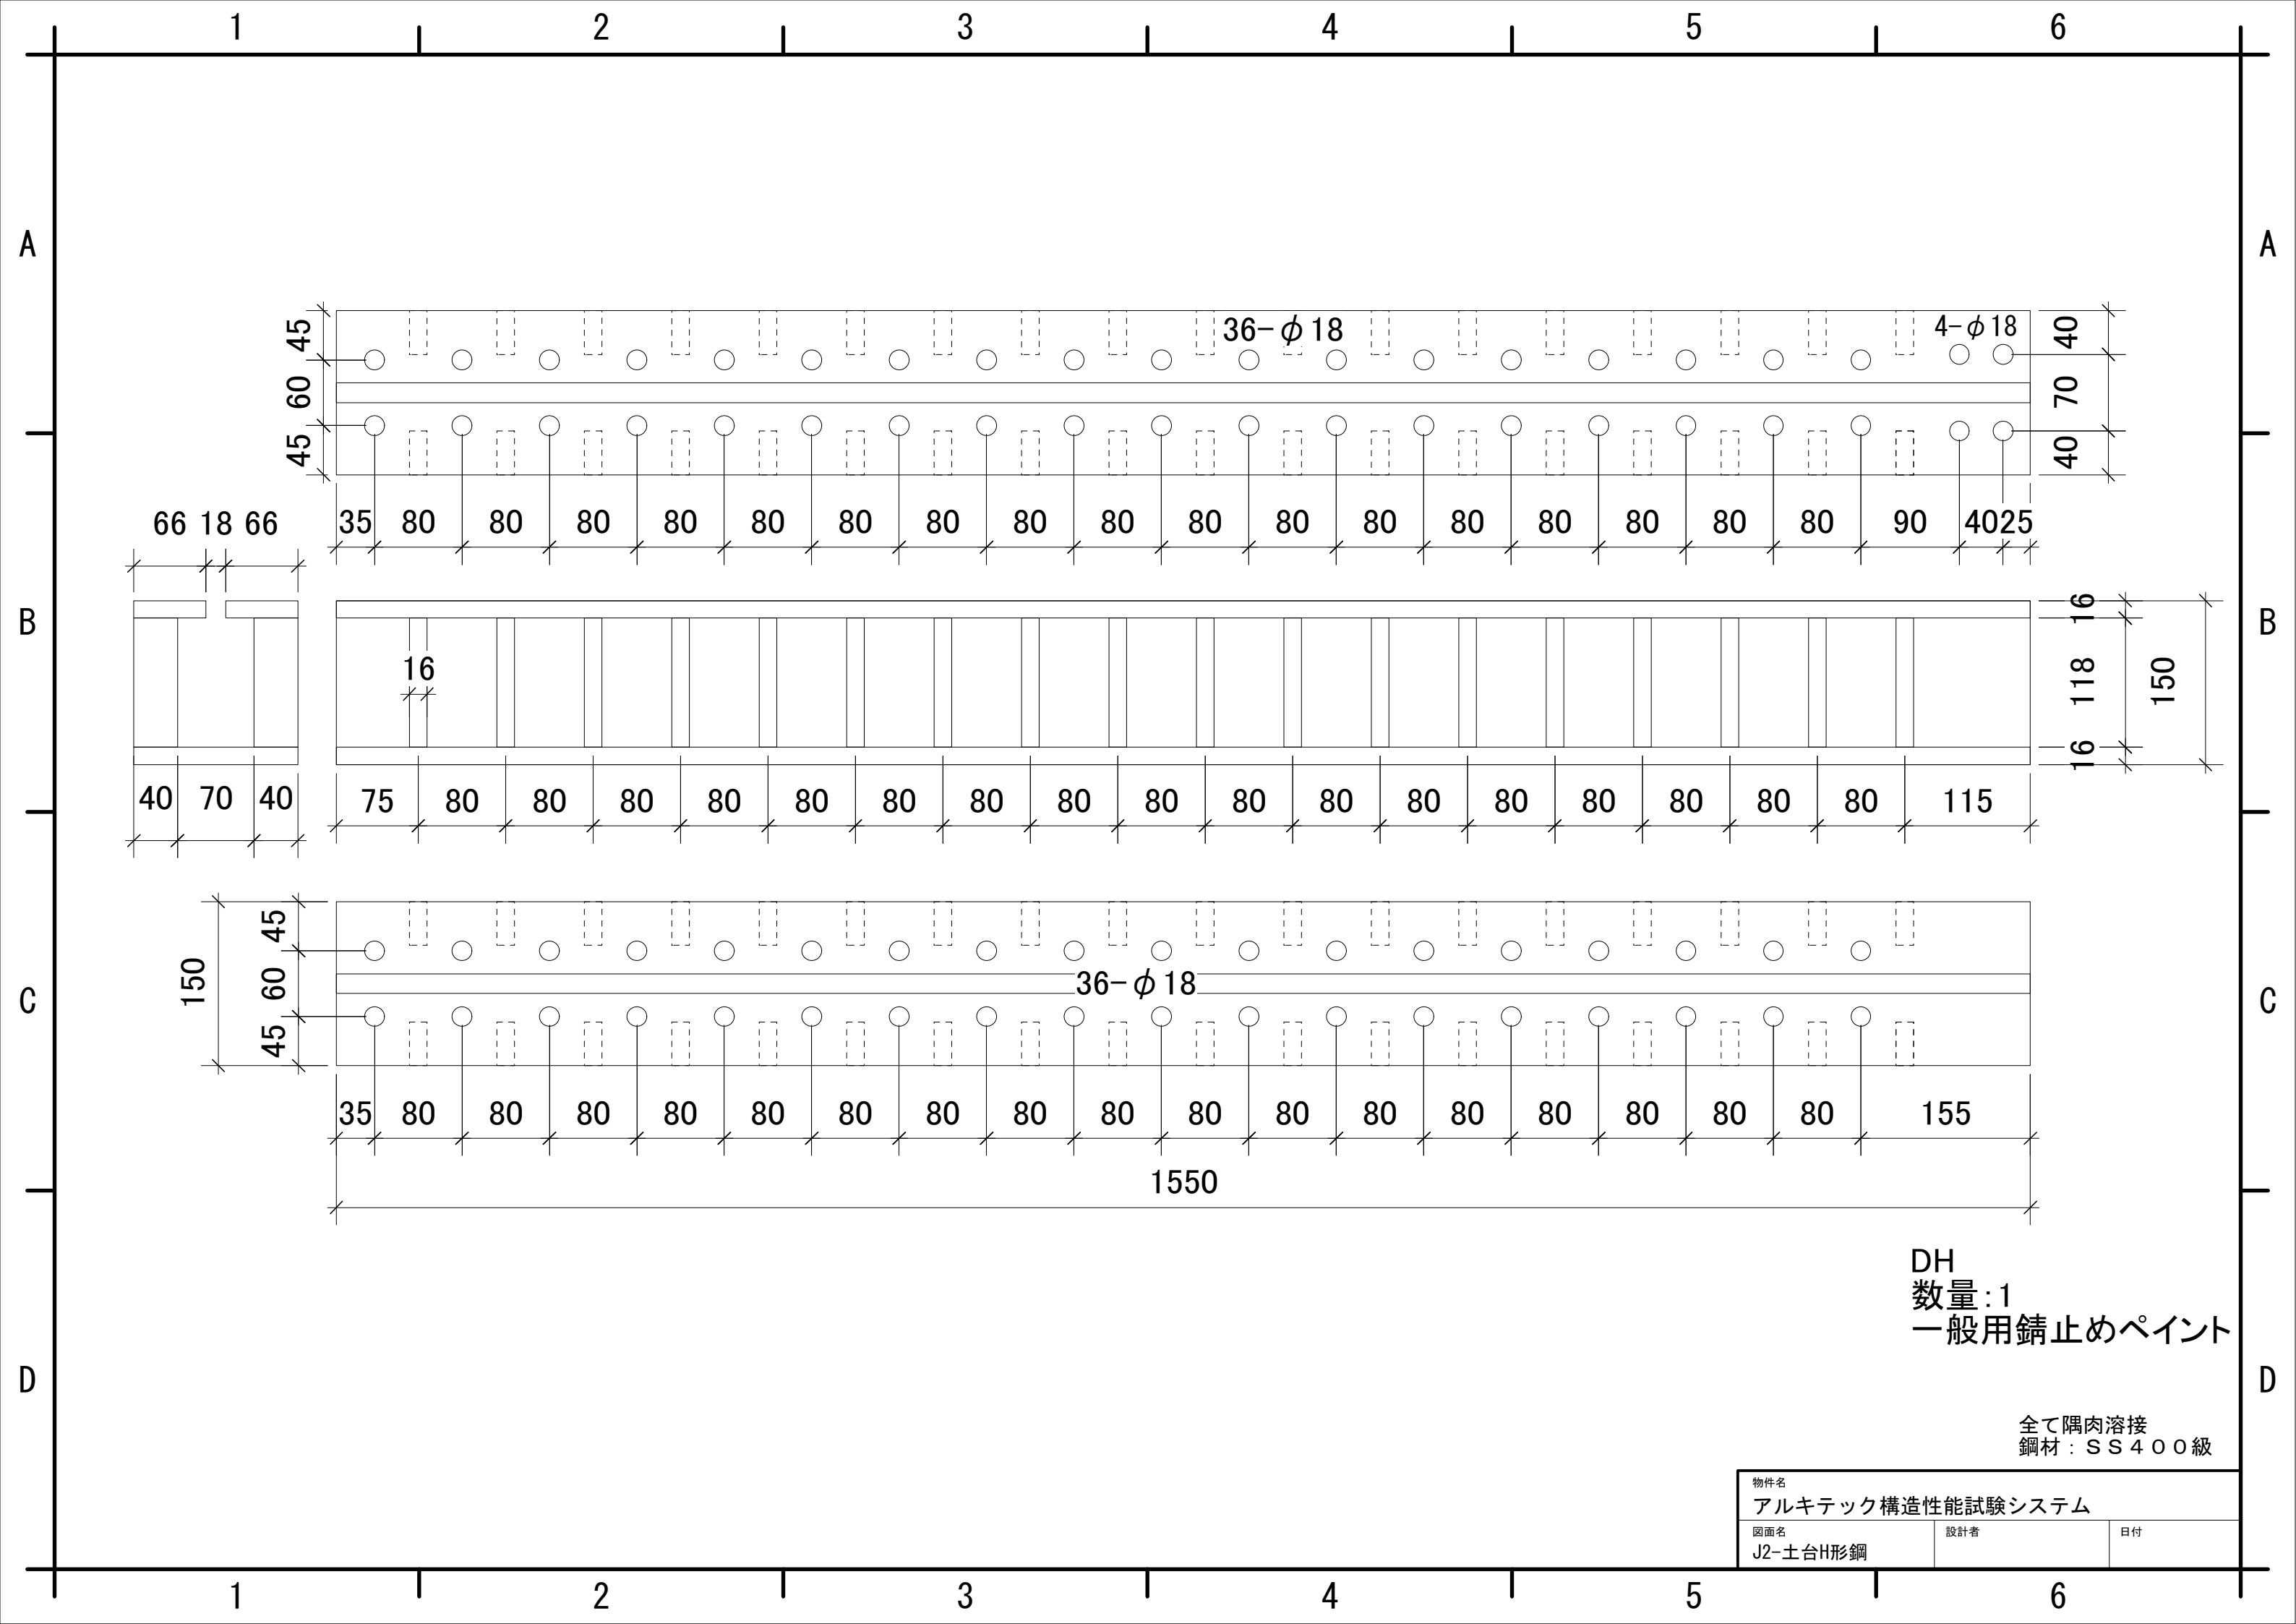 1 2 3 4 5 6
A A
45 36-φ18 4-φ18 40
60 70
45 40
35 80 80 80 80 80 80 80 80 80 80 80 80 80 80 80 80 80 90 40 25
66 18 66
B B
16
16 118 150
16
40 70 40
75 80 80 80 80 80 80 80 80 80 80 80 80 80 80 80 80 80 115
45
150 60 36-φ18
45
C C
35 80 80 80 80 80 80 80 80 80 80 80 80 80 80 80 80 80 155
1550
DH
数量:1
一般用錆止めペイント
D D
全て隅肉溶接
鋼材：ＳＳ４００級
物件名
アルキテック構造性能試験システム
図面名 設計者 日付
J2-土台H形鋼
1 2 3 4 5 6